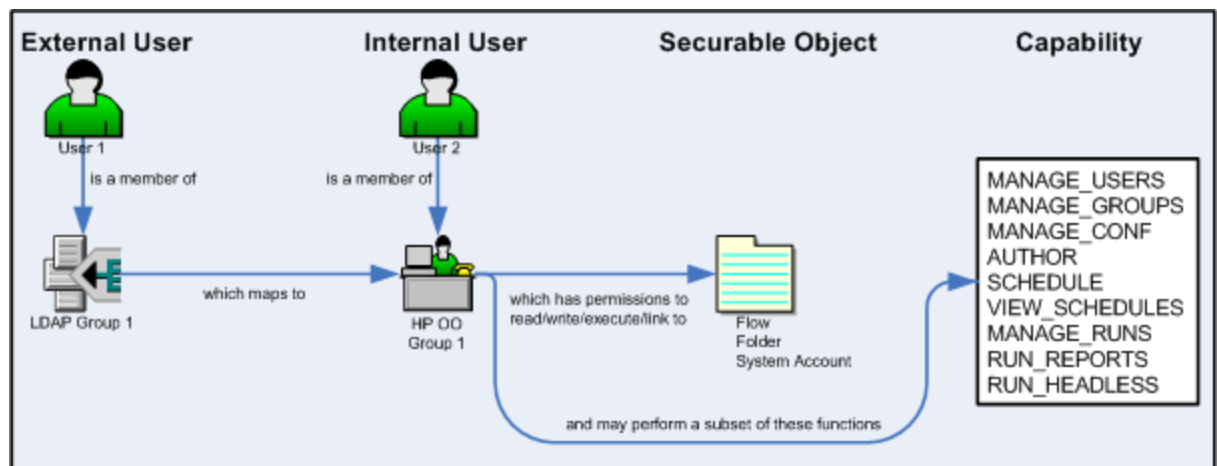 External User
Internal User
Securable Object
Capability
User 1
User 2
is a member of
is a member of
LDAP Group 1
which maps to
HP OO
Group 1
which has permissions to
read/write/execute/link to
Flow
Folder
System Account
and may perform a subset of these functions
MANAGE_USERS
MANAGE_GROUPS
MANAGE_CONF
AUTHOR
SCHEDULE
VIEW_SCHEDULES
MANAGE_RUNS
RUN_REPORTS
RUN_HEADLESS